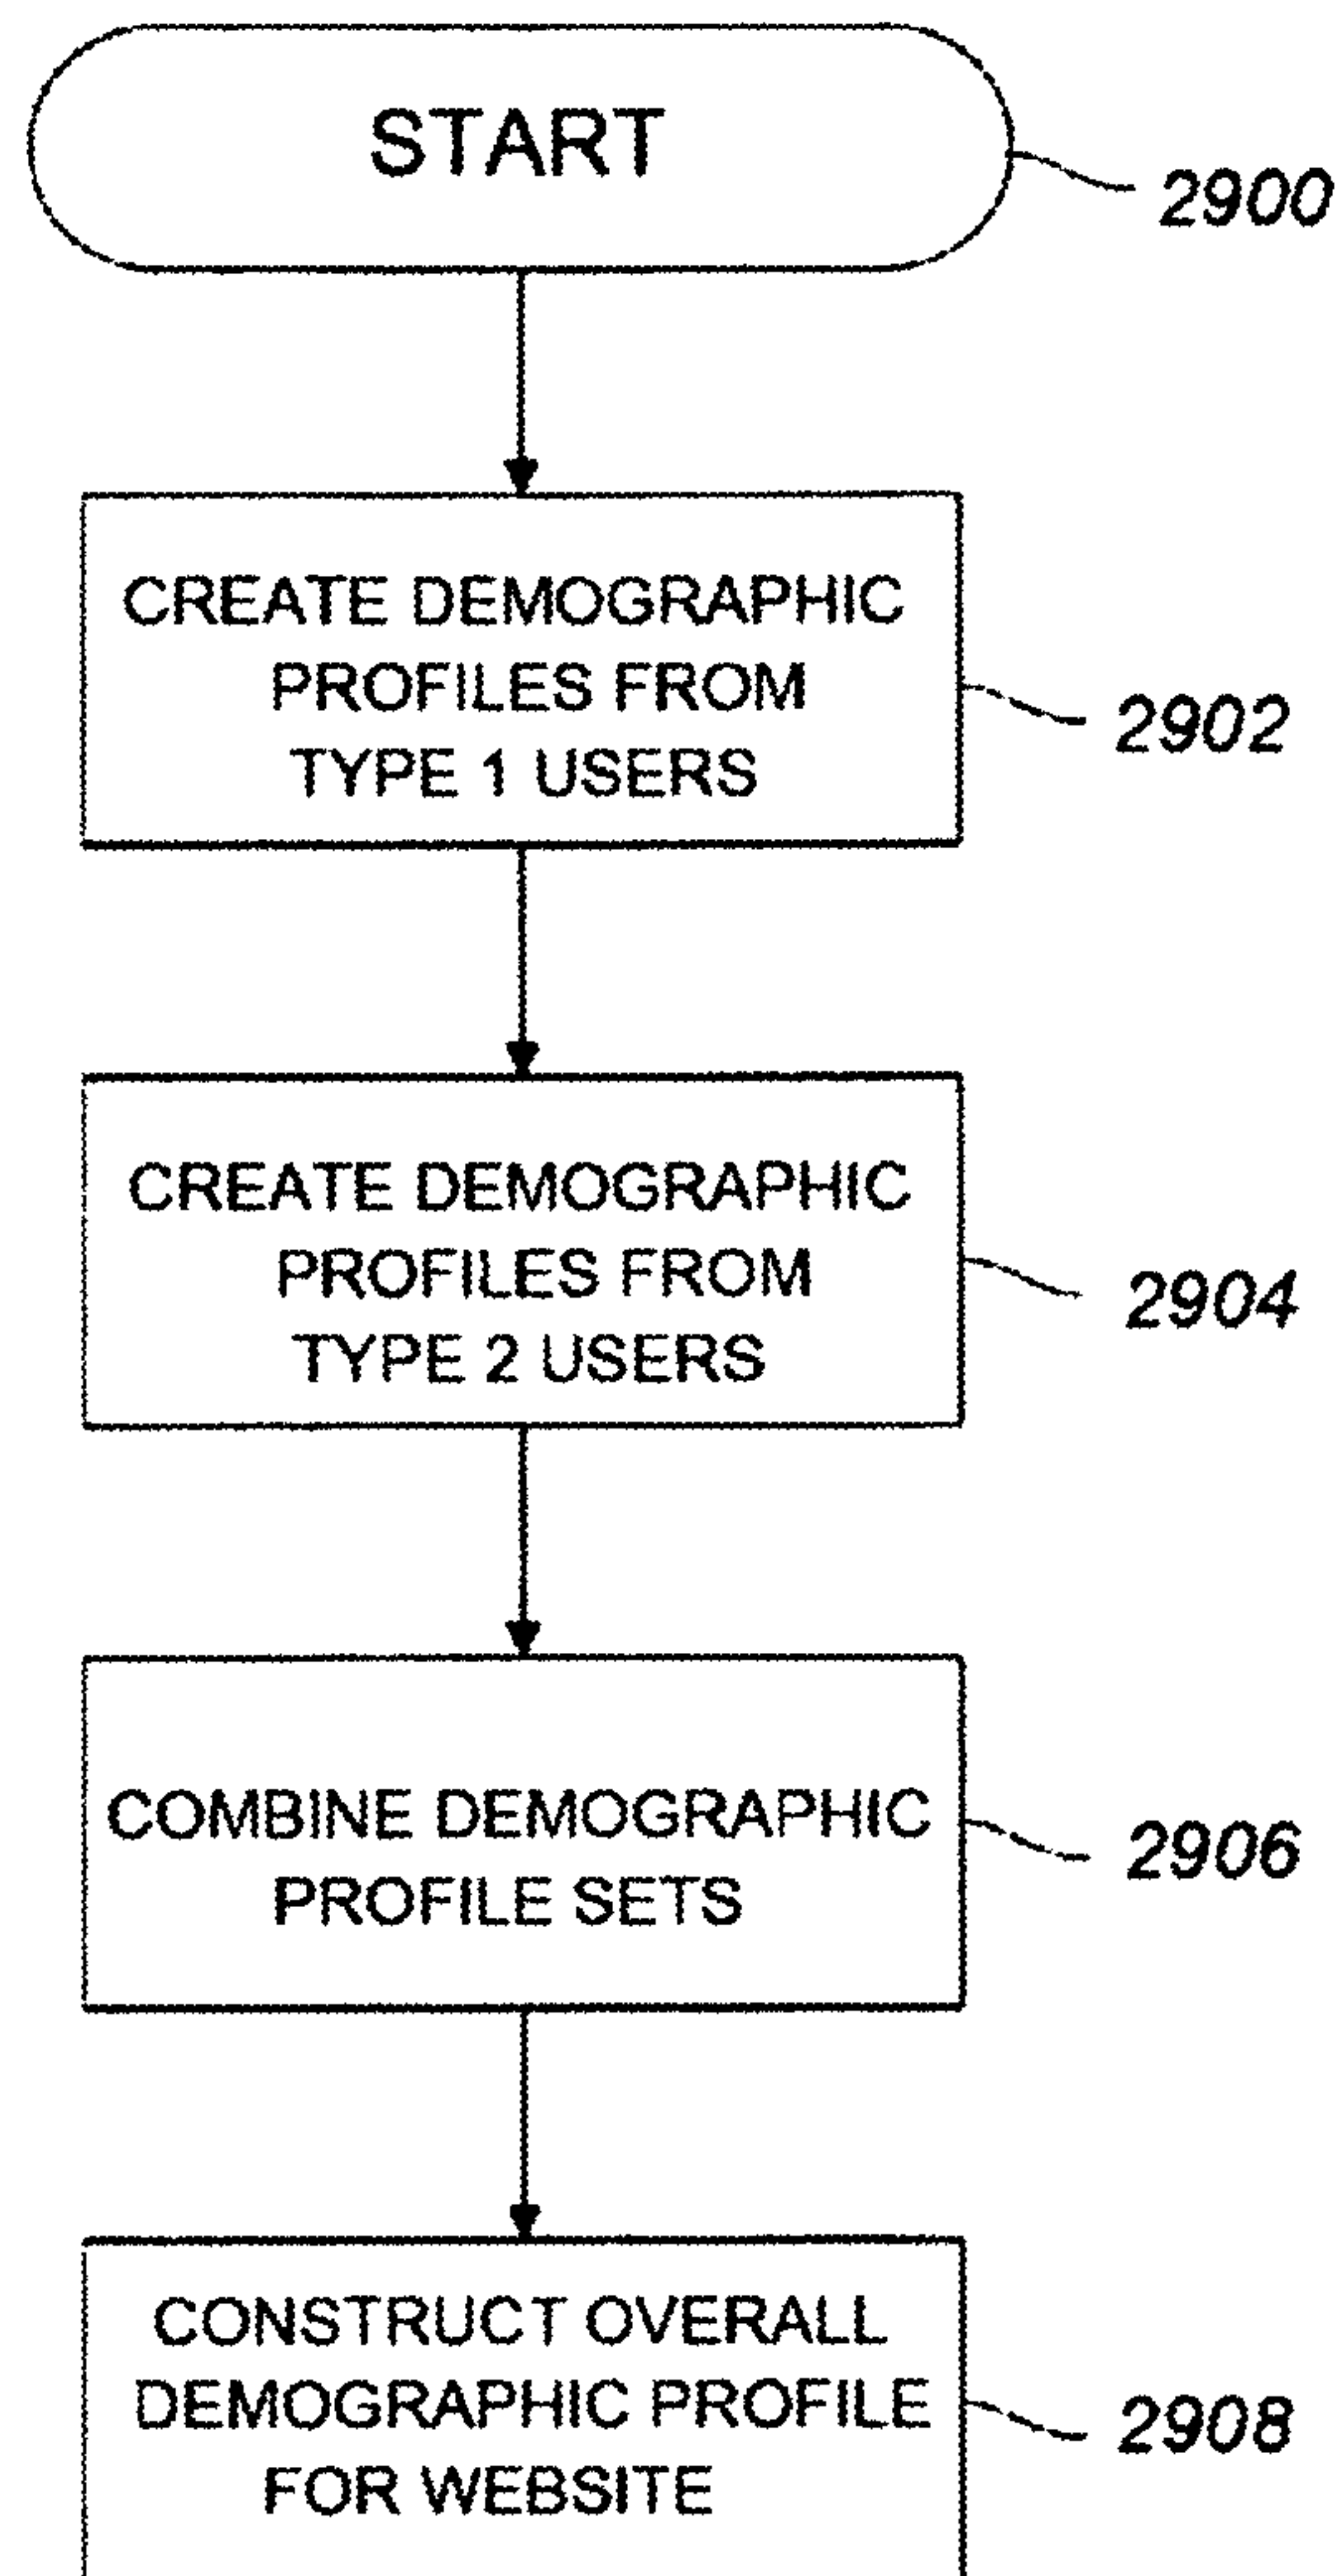 START
2900
CREATE DEMOGRAPHIC
PROFILES FROM
TYPE 1 USERS
2902
CREATE DEMOGRAPHIC
PROFILES FROM
TYPE 2 USERS
2904
COMBINE DEMOGRAPHIC
PROFILE SETS
2906
CONSTRUCT OVERALL
DEMOGRAPHIC PROFILE
FOR WEBSITE
2908